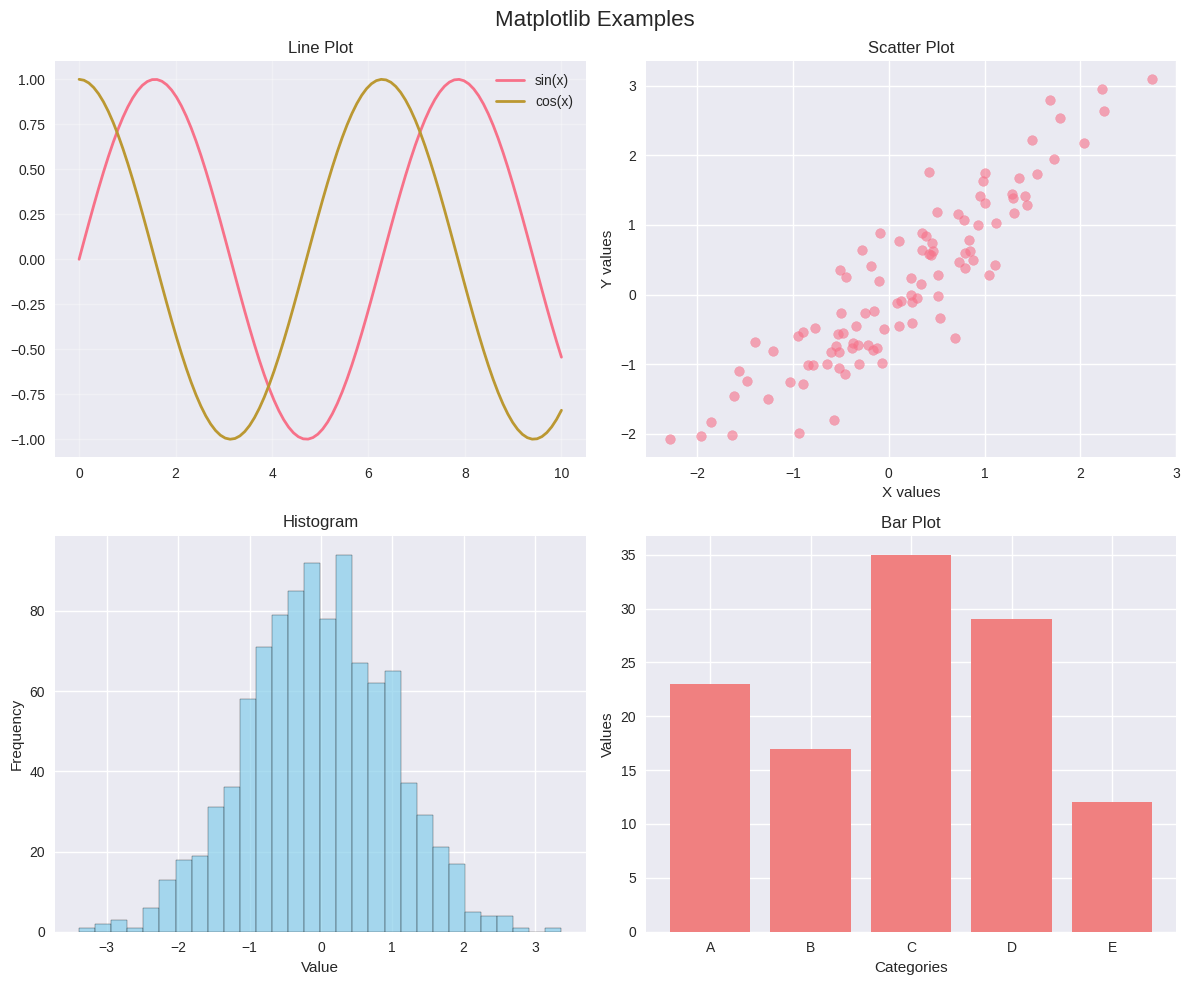 Matplotlib Examples
Line Plot
1.00
0.75
0.50
0.25
0.00
−0.25
−0.50
−0.75
−1.00
0 2 4 6 8 10
sin(x)
cos(x)
Scatter Plot
Y values
3
2
1
0
−1
−2
−2 −1 0 1 2 3
X values
Histogram
Frequency
80
60
40
20
0
−3 −2 −1 0 1 2 3
Value
Bar Plot
Values
35
30
25
20
15
10
5
0
A B C D E
Categories